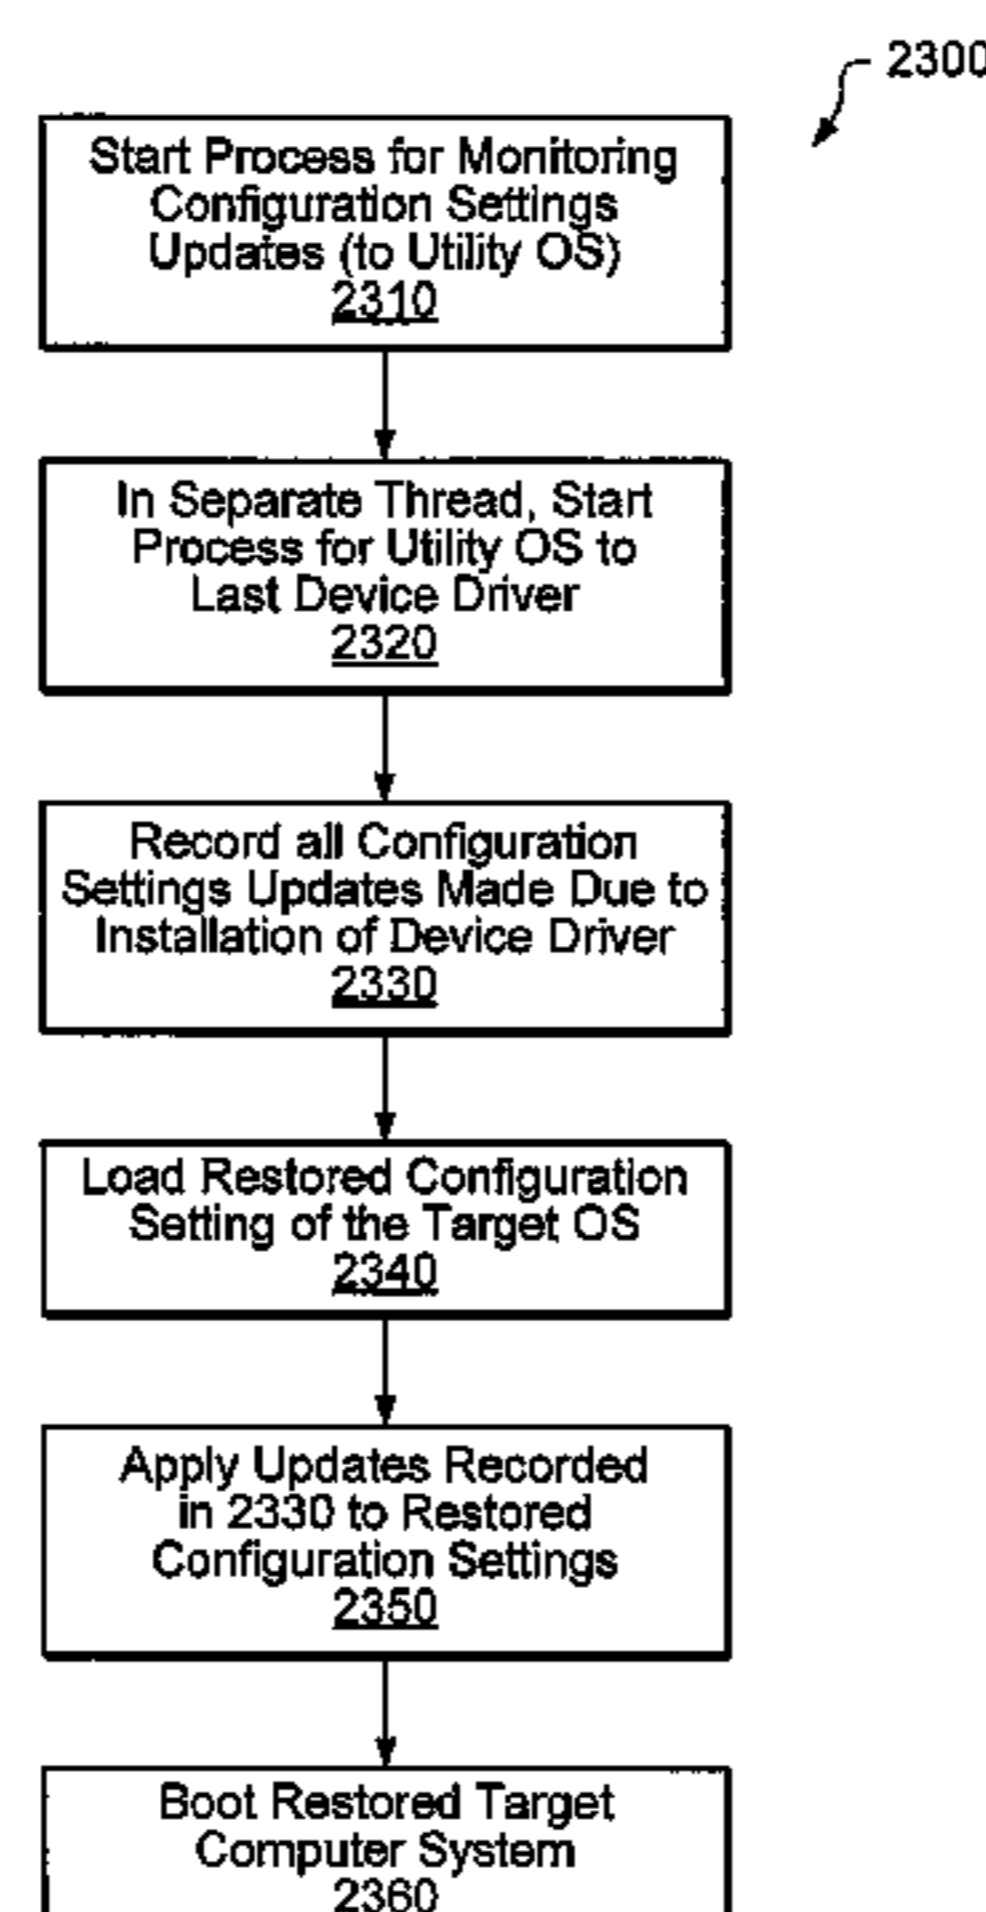 2300
Start Process for Monitoring
Configuration Settings
Updates (to Utility OS)
2310
In Separate Thread, Start
Process for Utility OS to
Last Device Driver
2320
Record all Configuration
Settings Updates Made Due to
Installation of Device Driver
2330
Load Restored Configuration
Setting of the Target OS
2340
Apply Updates Recorded
in 2330 to Restored
Configuration Settings
2350
Boot Restored Target
Computer System
2360